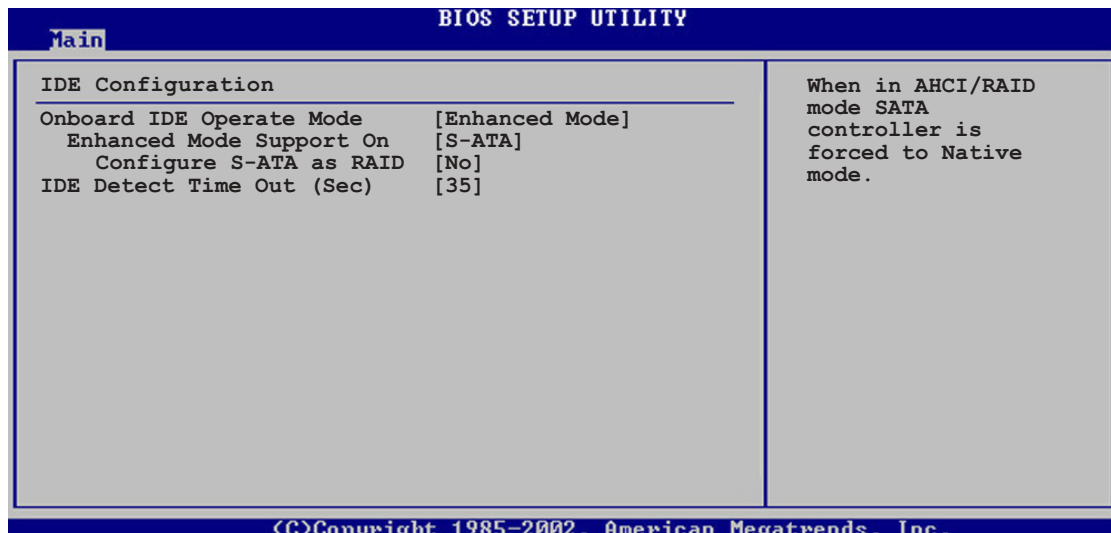 BIOS SETUP UTILITY
Main
IDE Configuration
Onboard IDE Operate Mode [Enhanced Mode]
Enhanced Mode Support On [S-ATA]
Configure S-ATA as RAID [No]
IDE Detect Time Out (Sec) [35]
When in AHCI/RAID
mode SATA
controller is
forced to Native
mode.
(C)Copyright 1985-2002, American Megatrends, Inc.